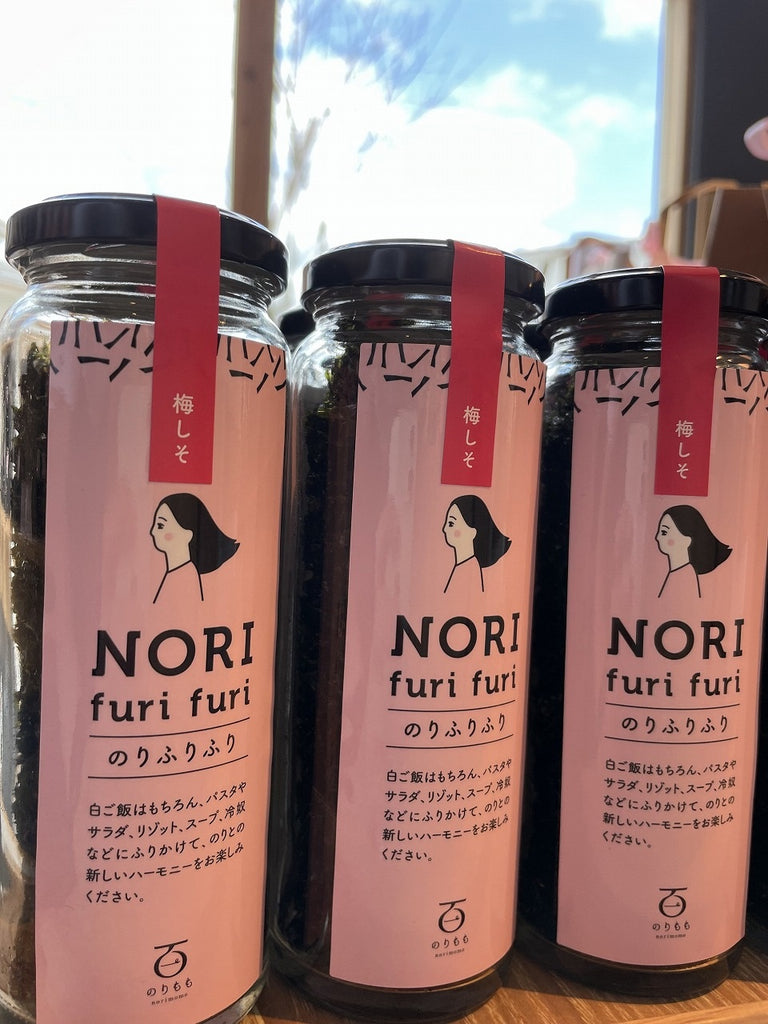 梅しそ
NORI
furi furi
のりふりふり
白ご飯はもちろん、パスタや
サラダ、リゾット、スープ、冷奴
などにふりかけて、のりとの
新しいハーモニーをお楽しみ
ください。
百
のりもも
norimomo
梅しそ
NORI
furi furi
のりふりふり
白ご飯はもちろん、パスタや
サラダ、リゾット、スープ、冷奴
などにふりかけて、のりとの
新しいハーモニーをお楽しみ
ください。
百
のりもも
norimomo
梅しそ
NORI
furi furi
のりふりふり
白ご飯はもちろん、パスタや
サラダ、リゾット、スープ、冷奴
などにふりかけて、のりとの
新しいハーモニーをお楽しみ
ください。
百
のりもも
norimomo